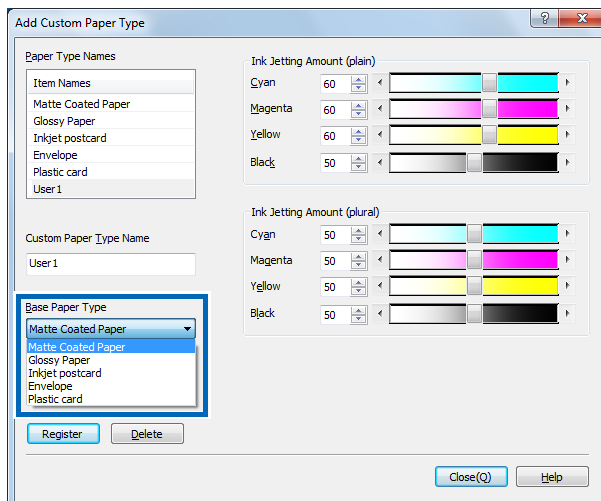 Add Custom Paper Type
?
Paper Type Names
Item Names
Matte Coated Paper
Glossy Paper
Inkjet postcard
Envelope
Plastic card
User1
Custom Paper Type Name
User1
Base Paper Type
Matte Coated Paper
Matte Coated Paper
Glossy Paper
Inkjet postcard
Envelope
Plastic card
Register
Delete
Ink Jetting Amount (plain)
Cyan 60
Magenta 60
Yellow 60
Black 50
Ink Jetting Amount (plural)
Cyan 50
Magenta 50
Yellow 50
Black 50
Close(Q)
Help